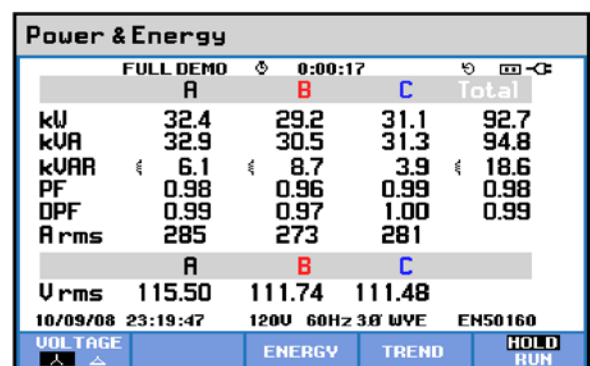 Power & Energy
FULL DEMO 0:00:17
A B C Total
kW 32.4 29.2 31.1 92.7
kVA 32.9 30.5 31.3 94.8
kVAR 6.1 8.7 3.9 18.6
PF 0.98 0.96 0.99 0.98
DPF 0.99 0.97 1.00 0.99
A rms 285 273 281
A B C
V rms 115.50 111.74 111.48
10/09/08 23:19:47 120V 60Hz 3Ø WYE EN50160
VOLTAGE ENERGY TREND HOLD
RUN